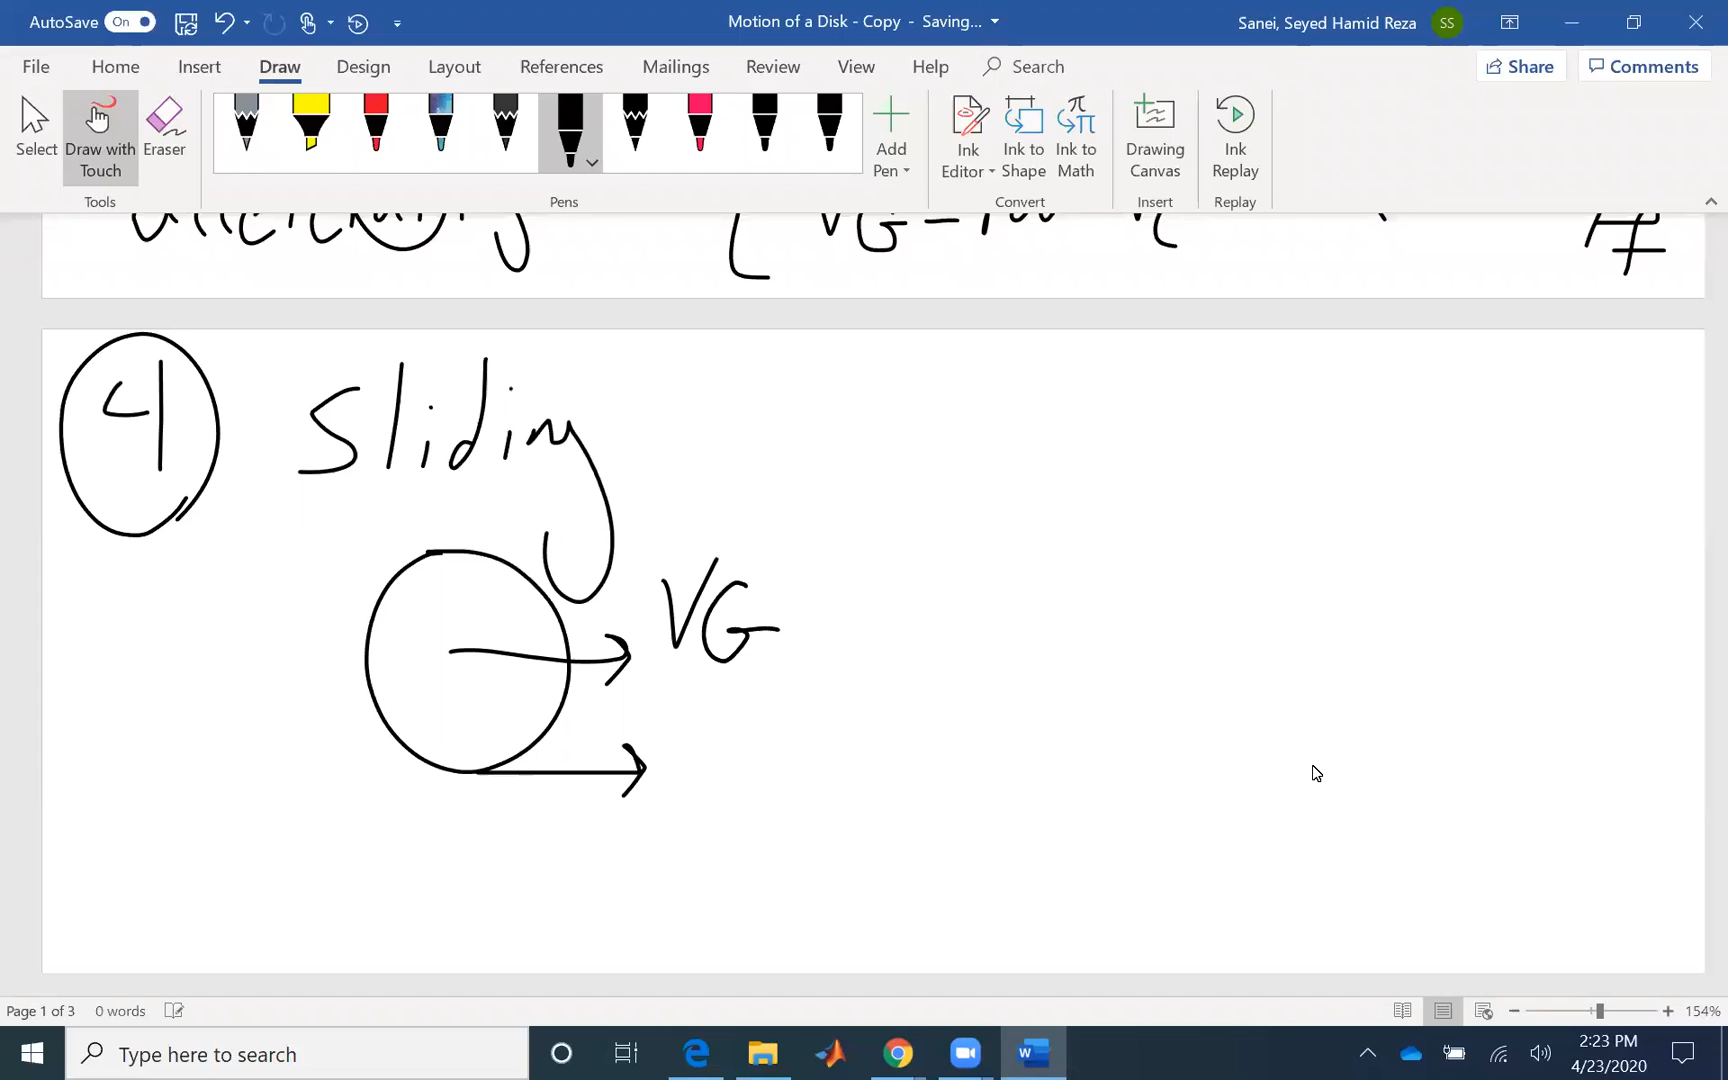 AutoSave On Motion of a Disk - Copy - Saving... Sanei, Seyed Hamid Reza SS
File Home Insert Draw Design Layout References Mailings Review View Help Search Share Comments
Select Draw with Touch Eraser Add Pen Ink Editor Ink to Shape Ink to Math Drawing Canvas Ink Replay
Tools Pens Convert Insert Replay
4 Sliding
VG
Page 1 of 3 0 words 154%
Type here to search 2:23 PM
4/23/2020